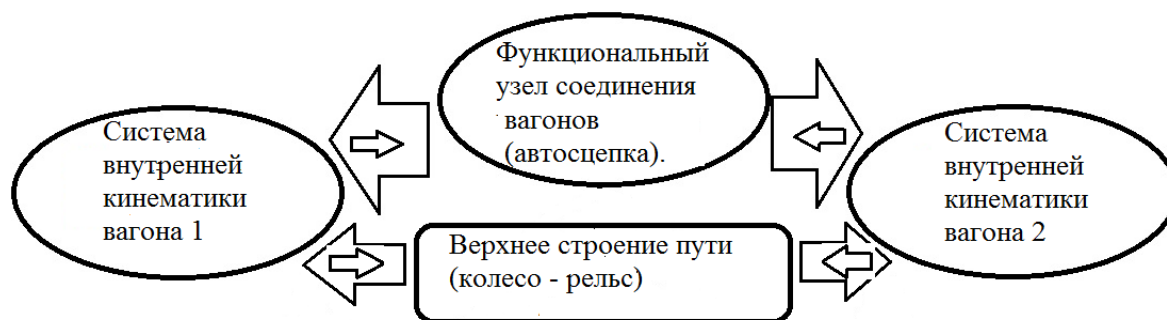 Функциональный
узел соединения
вагонов
(автосцепка).
Система
внутренней
кинематики
вагона 1
Система
внутренней
кинематики
вагона 2
Верхнее строение пути
(колесо - рельс)